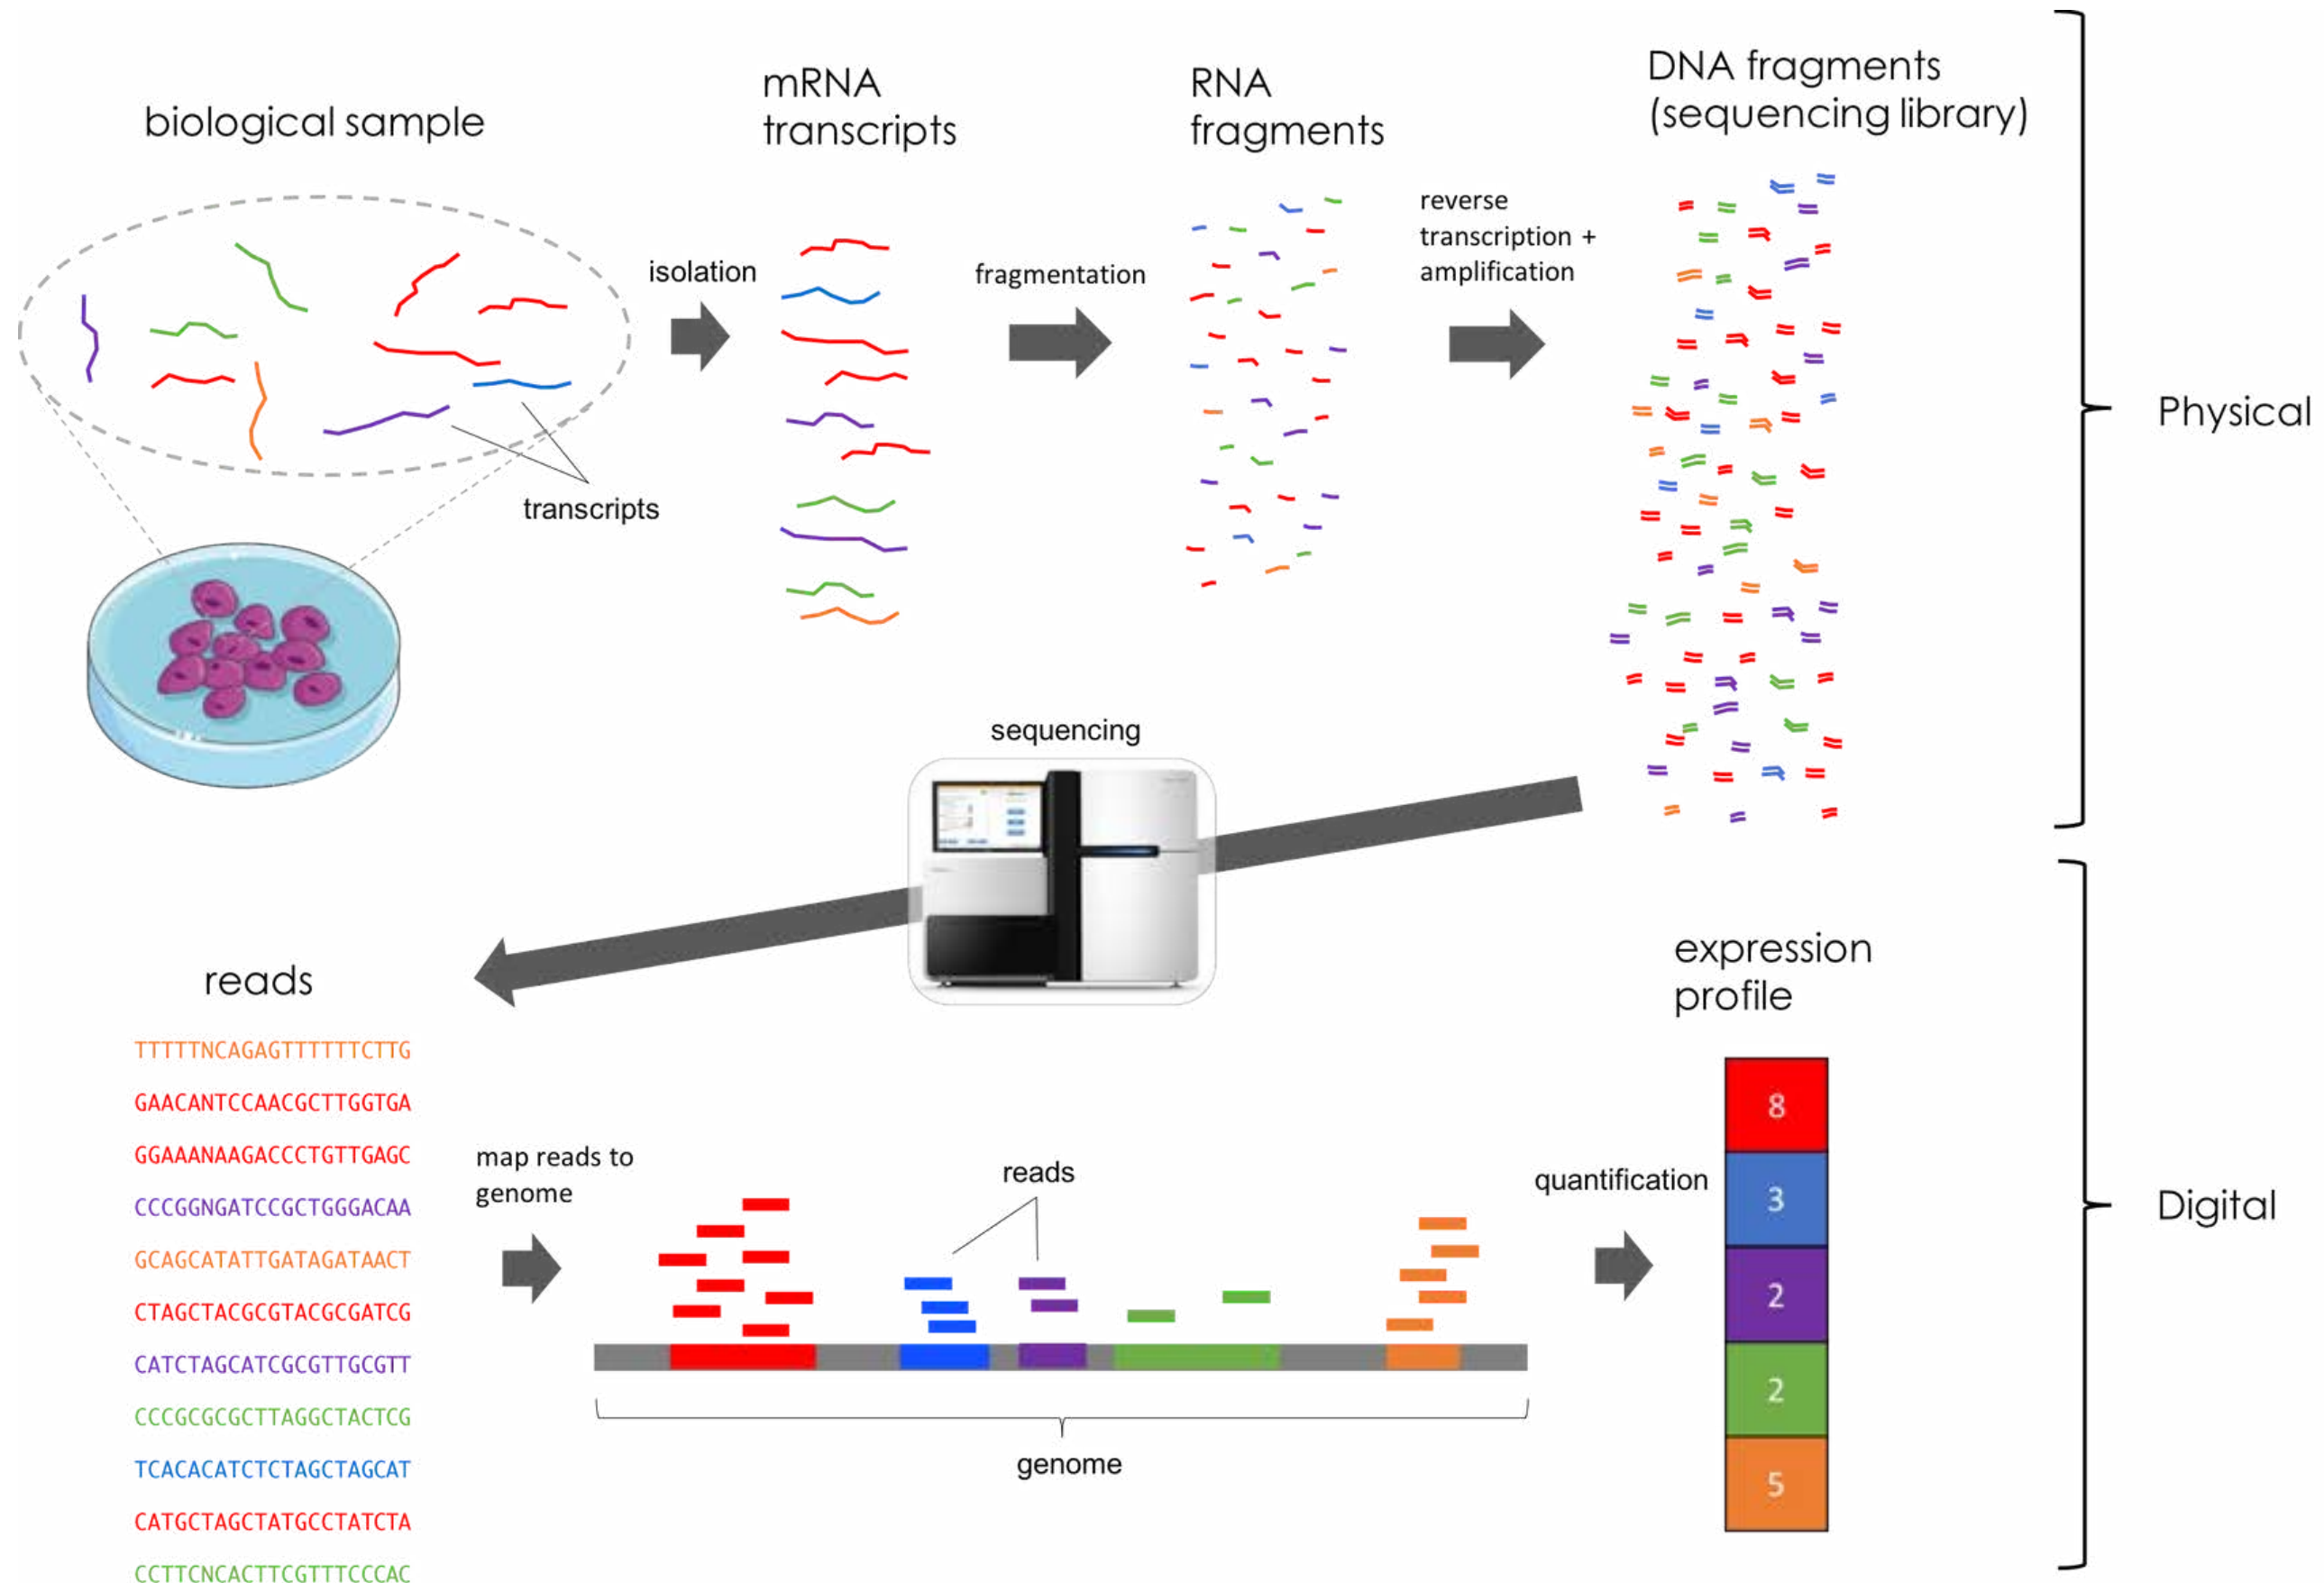 biological sample
mRNA
transcripts
RNA
fragments
DNA fragments
(sequencing library)
isolation
fragmentation
reverse
transcription +
amplification
transcripts
Physical
sequencing
reads
TTTTTNCAGAGTTTTTTCTTG
GAACANTCCAACGCTTGGTGA
GGAAANAAGACCCTGTTGAGC
CCCGGNGATCCGCTGGGACAA
GCAGCATATTGATAGATAACT
CTAGCTACGCGTACGCGATCG
CATCTAGCATCGCGTTGCGTT
CCCGCGCGCTTAGGCTACTCG
TCACACATCTCTAGCTAGCAT
CATGCTAGCTATGCCTATCTA
CCTTCNCACTTCGTTTCCCAC
map reads to
genome
reads
genome
quantification
expression
profile
8
3
2
2
5
Digital